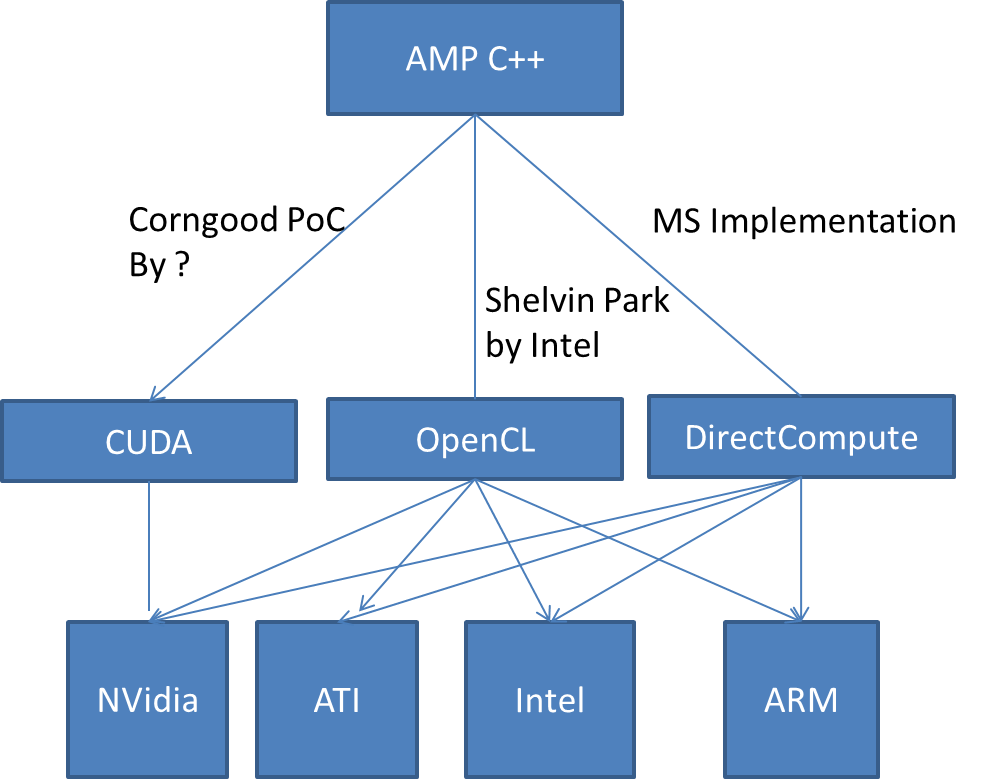 AMP C++
Corngood PoC
By ?
MS Implementation
Shelvin Park
by Intel
CUDA
OpenCL
DirectCompute
NVidia
ATI
Intel
ARM